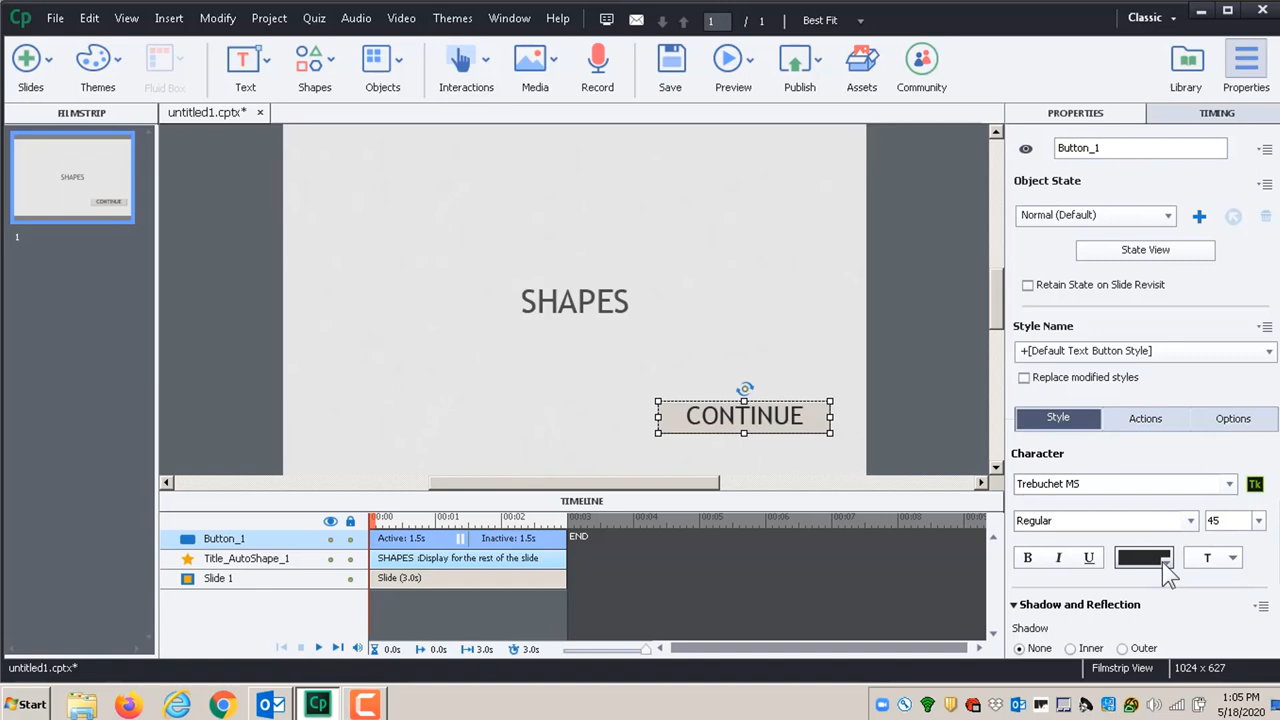 Cp File Edit View Insert Modify Project Quiz Audio Video Themes Window Help 1 / 1 Best Fit Classic
Slides Themes Fluid Box Text Shapes Objects Interactions Media Record Save Preview Publish Assets Community Library Properties
FILMSTRIP untitled1.cptx* × PROPERTIES TIMING
SHAPES
CONTINUE
1
SHAPES
CONTINUE
Button_1
Object State
Normal (Default)
State View
Retain State on Slide Revisit
Style Name
+[Default Text Button Style]
Replace modified styles
Style Actions Options
Character
Trebuchet MS Tk
Regular 45
B I U T
Shadow and Reflection
Shadow
None Inner Outer
TIMELINE
00:00 00:01 00:02 00:03 00:04 00:05 00:06 00:07 00:08 00:09
Button_1 Active: 1.5s Inactive: 1.5s END
Title_AutoShape_1 SHAPES :Display for the rest of the slide
Slide 1 Slide (3.0s)
0.0s 0.0s 3.0s 3.0s
untitled1.cptx* Filmstrip View 1024 x 627
Start Cp 1:05 PM
5/18/2020